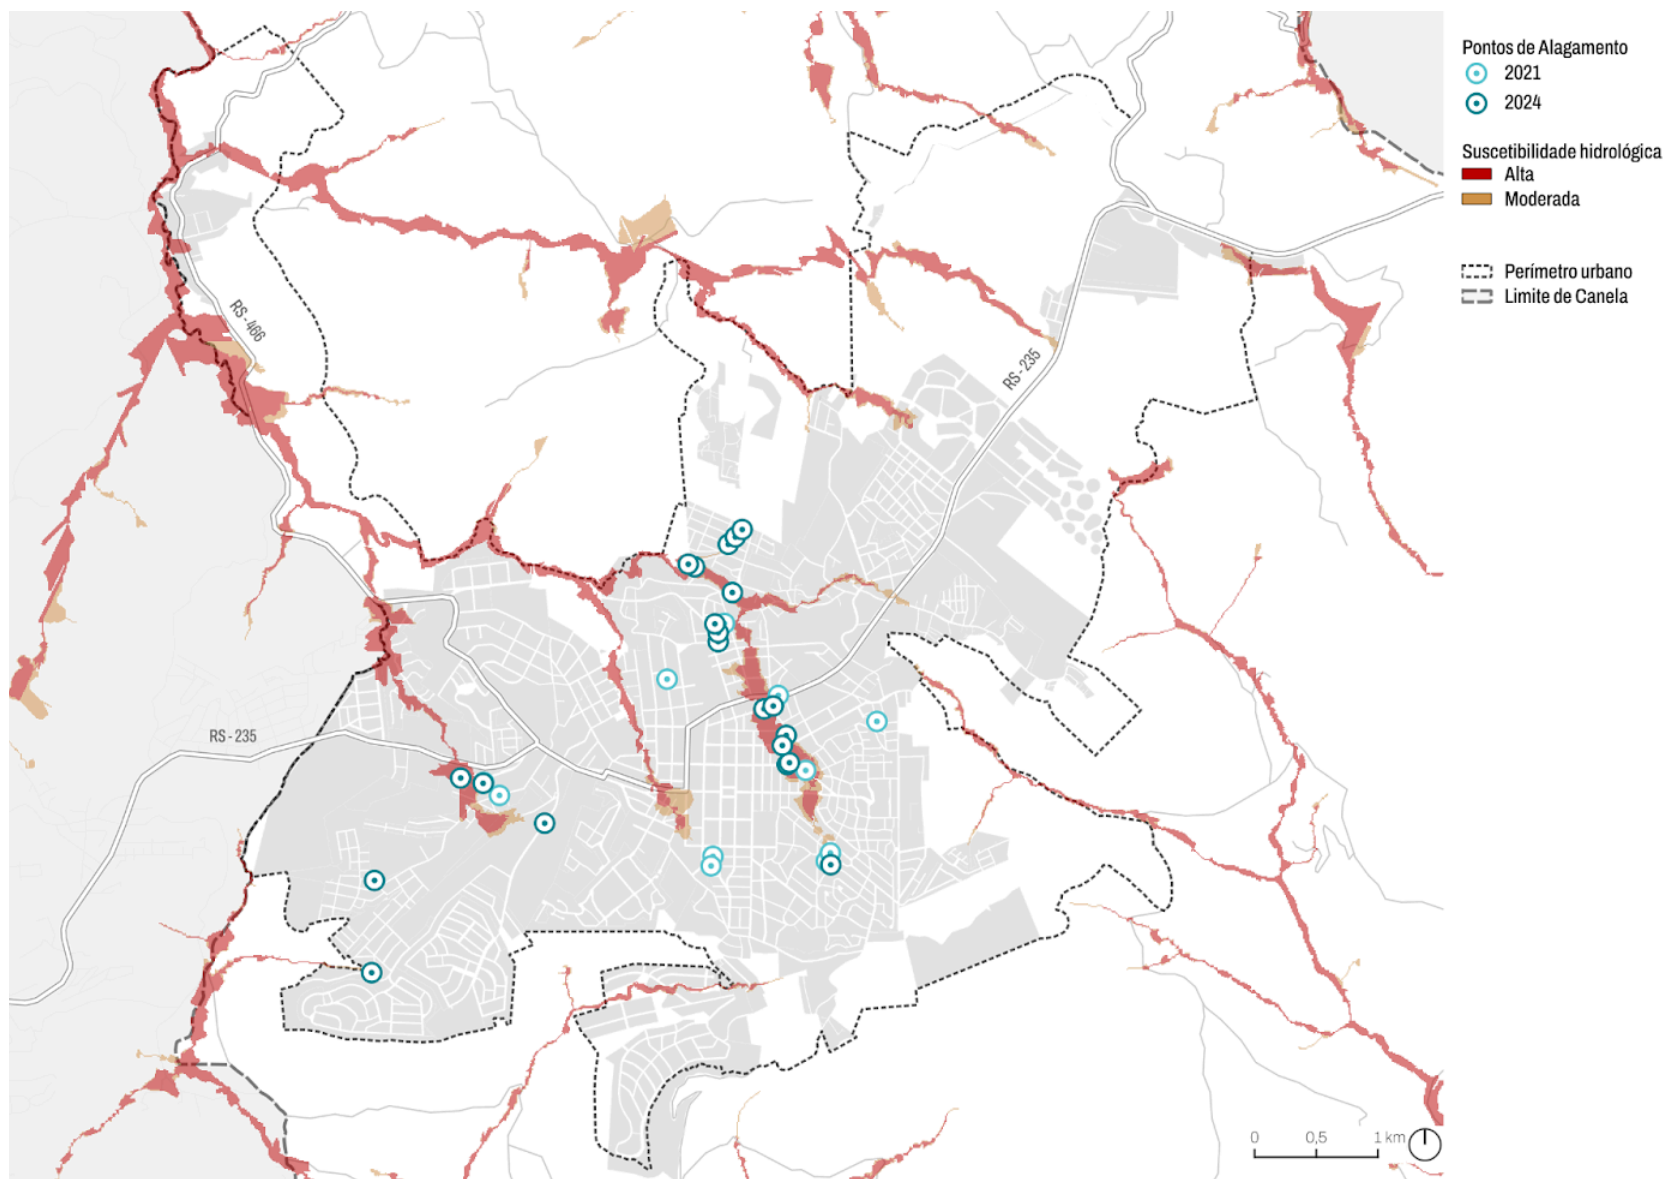 Pontos de Alagamento
2021
2024
Suscetibilidade hidrológica
Alta
Moderada
Perímetro urbano
Limite de Canela
RS - 466
RS - 235
RS - 235
0 0,5 1 km